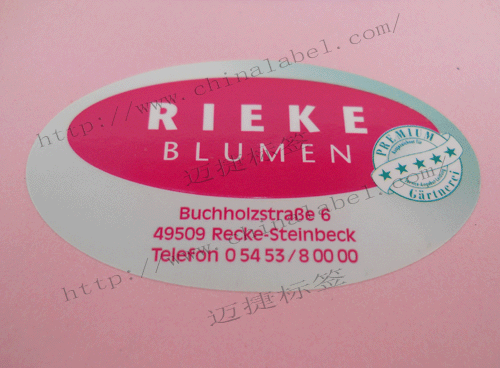 http://www.chinalabel.com/
RIEKE
BLUMEN
迈捷标签
PREMIUM
★★★★★
Gärtnerei
Buchholzstraße 6
49509 Recke-Steinbeck
Telefon 0 54 53 / 8 00 00
http://www.chinalabel.com/
迈捷标签